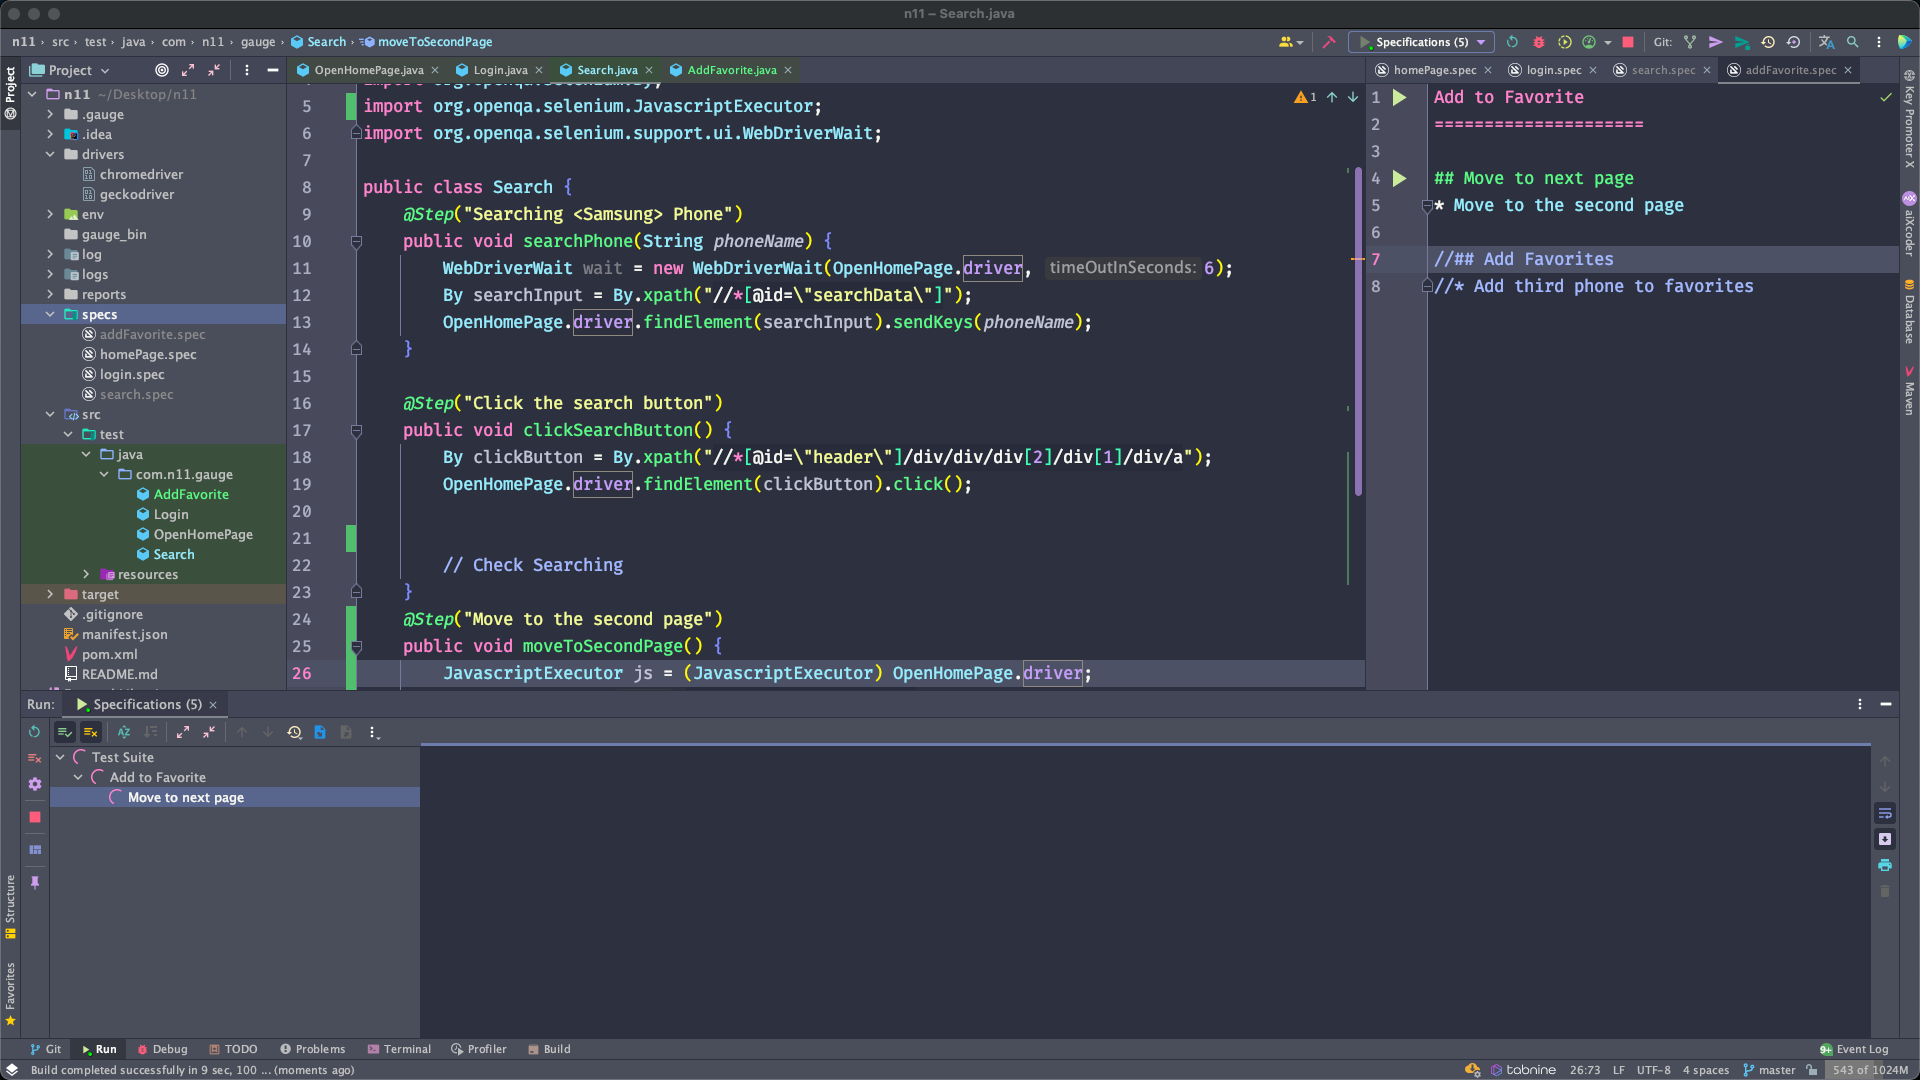 n11 – Search.java
n11 › src › test › java › com › n11 › gauge › Search › moveToSecondPage
Specifications (5)
Git:
Project
OpenHomePage.java
Login.java
Search.java
AddFavorite.java
homePage.spec
login.spec
search.spec
addFavorite.spec
Project
n11 ~/Desktop/n11
.gauge
.idea
drivers
chromedriver
geckodriver
env
gauge_bin
log
logs
reports
specs
addFavorite.spec
homePage.spec
login.spec
search.spec
src
test
java
com.n11.gauge
AddFavorite
Login
OpenHomePage
Search
resources
target
.gitignore
manifest.json
pom.xml
README.md
Structure
Favorites
5 import org.openqa.selenium.JavascriptExecutor;
6 import org.openqa.selenium.support.ui.WebDriverWait;
7
8 public class Search {
9 @Step("Searching <Samsung> Phone")
10 public void searchPhone(String phoneName) {
11 WebDriverWait wait = new WebDriverWait(OpenHomePage.driver, timeOutInSeconds: 6);
12 By searchInput = By.xpath("//*[@id=\"searchData\"]");
13 OpenHomePage.driver.findElement(searchInput).sendKeys(phoneName);
14 }
15
16 @Step("Click the search button")
17 public void clickSearchButton() {
18 By clickButton = By.xpath("//*[@id=\"header\"]/div/div/div[2]/div[1]/div/a");
19 OpenHomePage.driver.findElement(clickButton).click();
20
21
22 // Check Searching
23 }
24 @Step("Move to the second page")
25 public void moveToSecondPage() {
26 JavascriptExecutor js = (JavascriptExecutor) OpenHomePage.driver;
1
1 Add to Favorite
2 =====================
3
4 ## Move to next page
5 * Move to the second page
6
7 //## Add Favorites
8 //* Add third phone to favorites
Key Promoter X
aiXcoder
Database
Maven
Run: Specifications (5)
Test Suite
Add to Favorite
Move to next page
Git
Run
Debug
TODO
Problems
Terminal
Profiler
Build
9+ Event Log
Build completed successfully in 9 sec, 100 ... (moments ago)
tabnine
26:73
LF
UTF-8
4 spaces
master
543 of 1024M